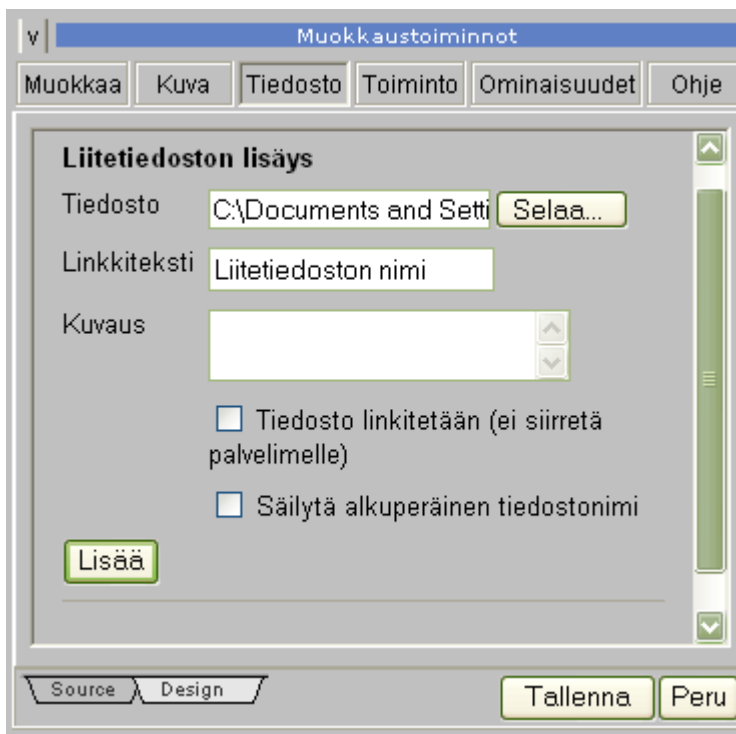 v Muokkaustoiminnot
Muokkaa Kuva Tiedosto Toiminto Ominaisuudet Ohje
Liitetiedoston lisäys
Tiedosto C:\Documents and Setti Selaa...
Linkkiteksti Liitetiedoston nimi
Kuvaus
Tiedosto linkitetään (ei siirretä
palvelimelle)
Säilytä alkuperäinen tiedostonimi
Lisää
Source Design Tallenna Peru